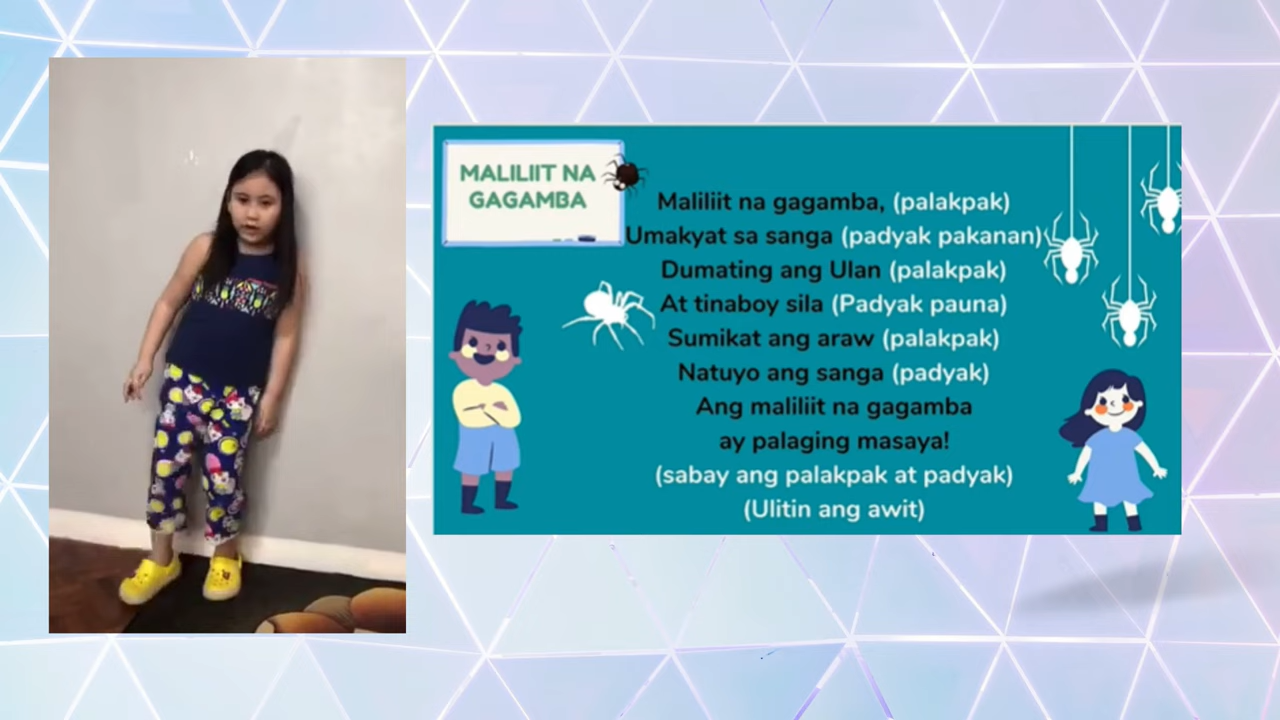 MALILIIT NA
GAGAMBA
Maliliit na gagamba, (palakpak)
Umakyat sa sanga (padyak pakanan)
Dumating ang Ulan (palakpak)
At tinaboy sila (Padyak pauna)
Sumikat ang araw (palakpak)
Natuyo ang sanga (padyak)
Ang maliliit na gagamba
ay palaging masaya!
(sabay ang palakpak at padyak)
(Ulitin ang awit)